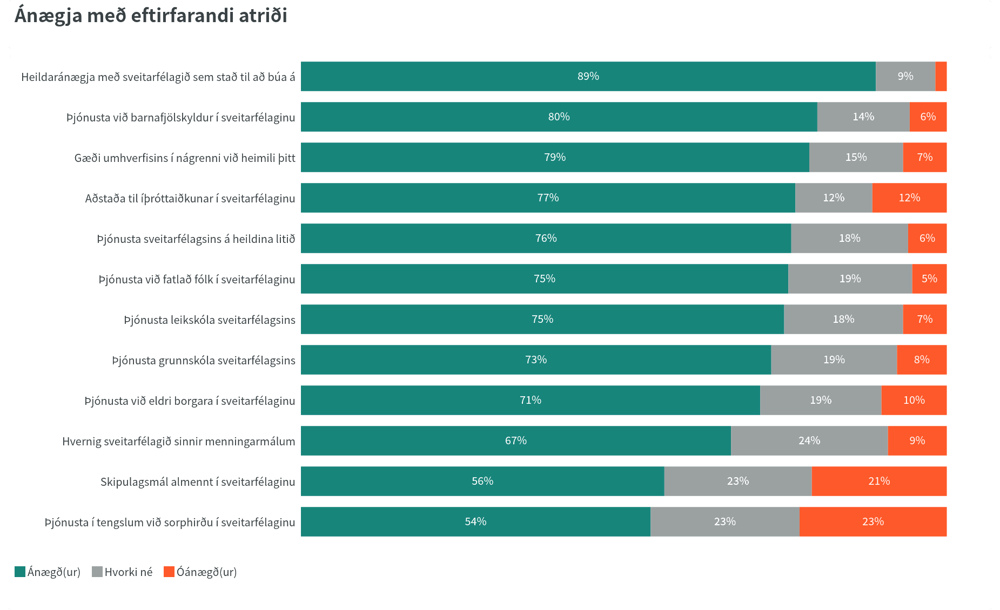 Ánægja með eftirfarandi atriði
Heildaránægja með sveitarfélagið sem stað til að búa á 89% 9%
Þjónusta við barnafjölskyldur í sveitarfélaginu 80% 14% 6%
Gæði umhverfisins í nágrenni við heimili þitt 79% 15% 7%
Aðstaða til íþróttaiðkunar í sveitarfélaginu 77% 12% 12%
Þjónusta sveitarfélagsins á heildina litið 76% 18% 6%
Þjónusta við fatlað fólk í sveitarfélaginu 75% 19% 5%
Þjónusta leikskóla sveitarfélagsins 75% 18% 7%
Þjónusta grunnskóla sveitarfélagsins 73% 19% 8%
Þjónusta við eldri borgara í sveitarfélaginu 71% 19% 10%
Hvernig sveitarfélagið sinnir menningarmálum 67% 24% 9%
Skipulagsmál almennt í sveitarfélaginu 56% 23% 21%
Þjónusta í tengslum við sorphirðu í sveitarfélaginu 54% 23% 23%
Ánægð(ur) Hvorki né Óánægð(ur)